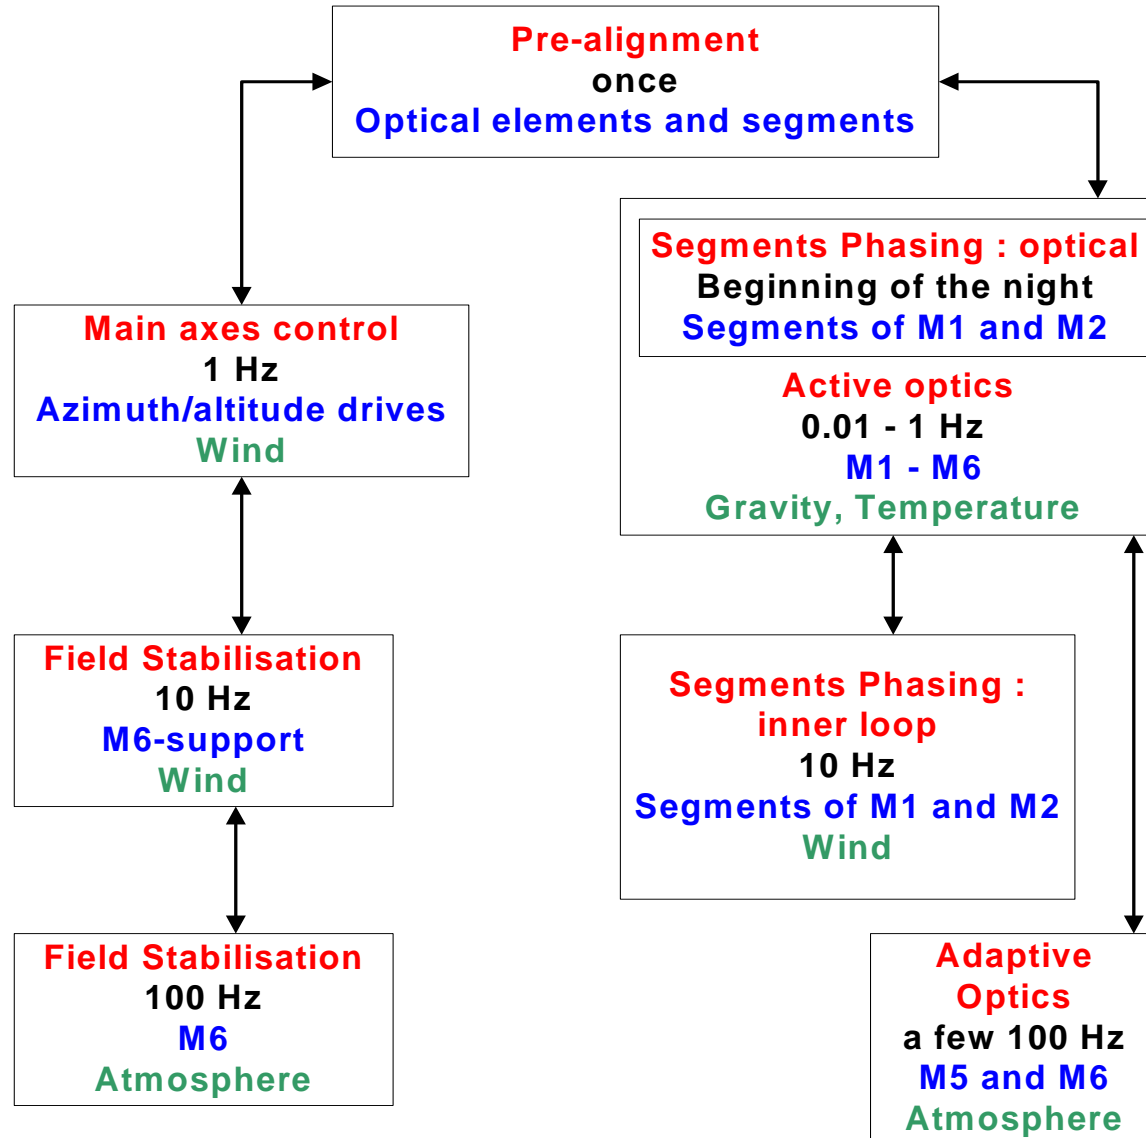 Pre-alignment
once
Optical elements and segments
Main axes control
1 Hz
Azimuth/altitude drives
Wind
Field Stabilisation
10 Hz
M6-support
Wind
Field Stabilisation
100 Hz
M6
Atmosphere
Segments Phasing : optical
Beginning of the night
Segments of M1 and M2
Active optics
0.01 - 1 Hz
M1 - M6
Gravity, Temperature
Segments Phasing :
inner loop
10 Hz
Segments of M1 and M2
Wind
Adaptive
Optics
a few 100 Hz
M5 and M6
Atmosphere